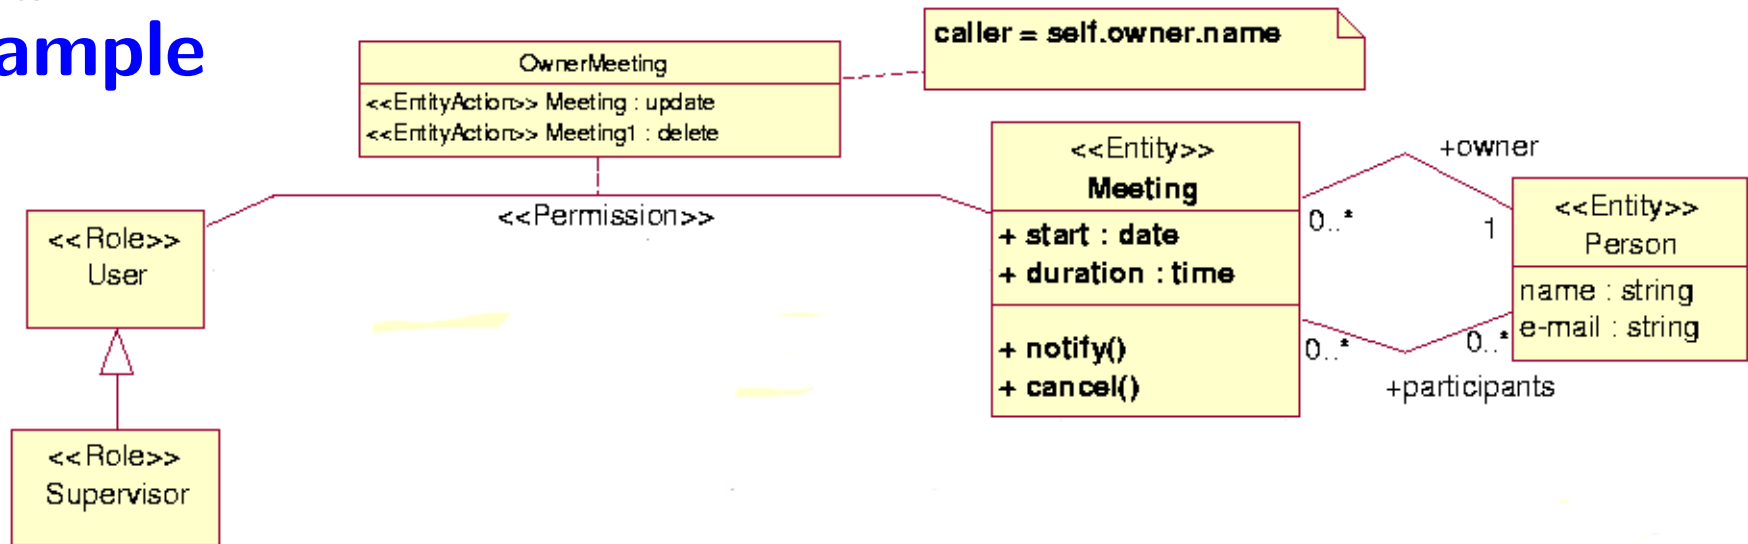 ample
caller = self.owner.name
OwnerMeeting
<<EntityAction>> Meeting : update
<<EntityAction>> Meeting1 : delete
<<Permission>>
<<Role>>
User
<<Role>>
Supervisor
<<Entity>>
Meeting
+ start : date
+ duration : time
+ notify()
+ cancel()
+owner
0..*
1
0..*
0..*
+participants
<<Entity>>
Person
name : string
e-mail : string